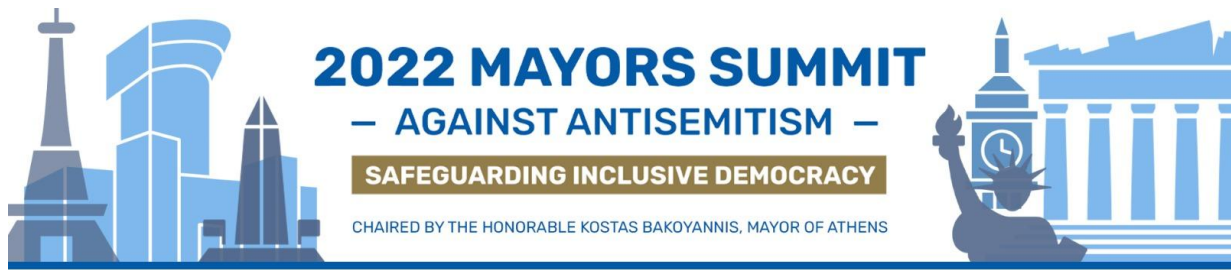 2022 MAYORS SUMMIT
– AGAINST ANTISEMITISM –
SAFEGUARDING INCLUSIVE DEMOCRACY
CHAIRED BY THE HONORABLE KOSTAS BAKOYANNIS, MAYOR OF ATHENS